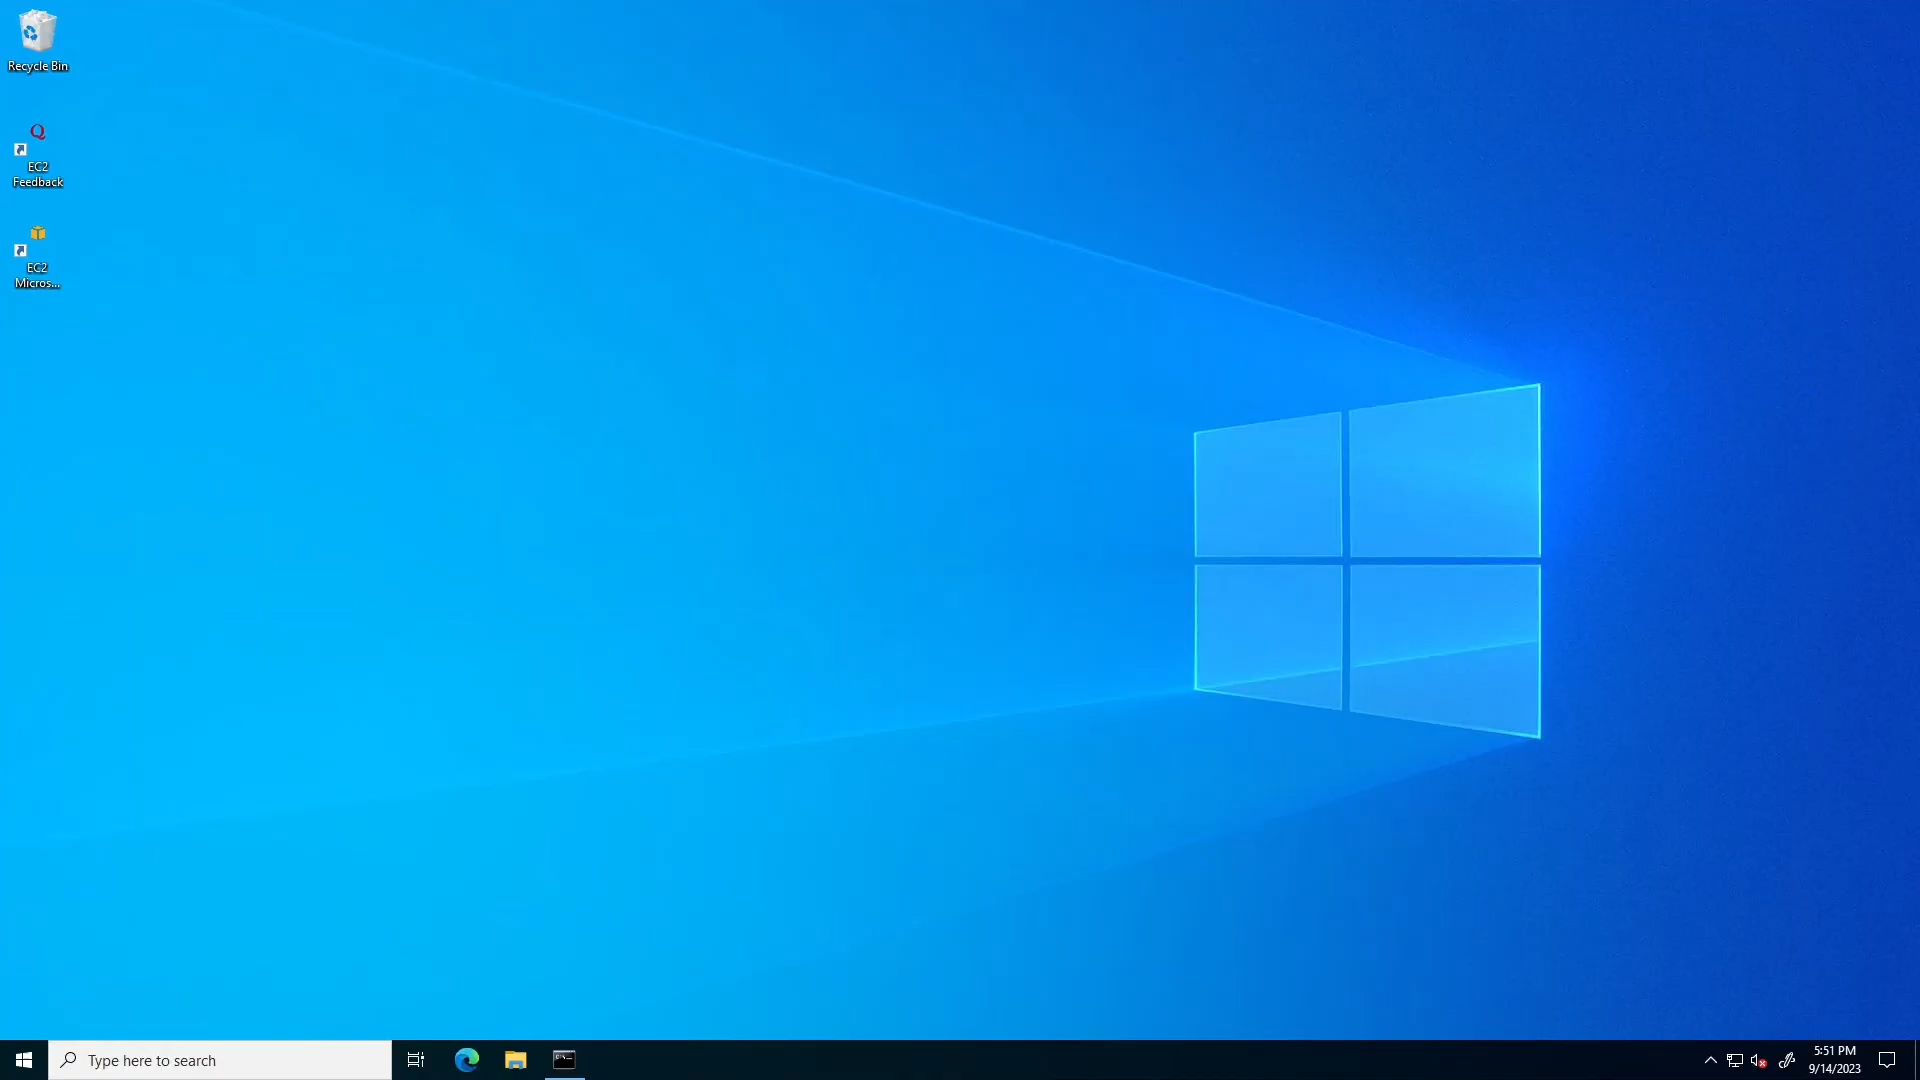 Recycle Bin
EC2
Feedback
EC2
Micros...
Type here to search
5:51 PM
9/14/2023